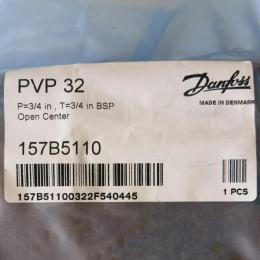 PVP 32
Danfoss
P=3/4 in , T=3/4 in BSP
MADE IN DENMARK
Open Center
157B5110
157B51100322F540445
1 PCS